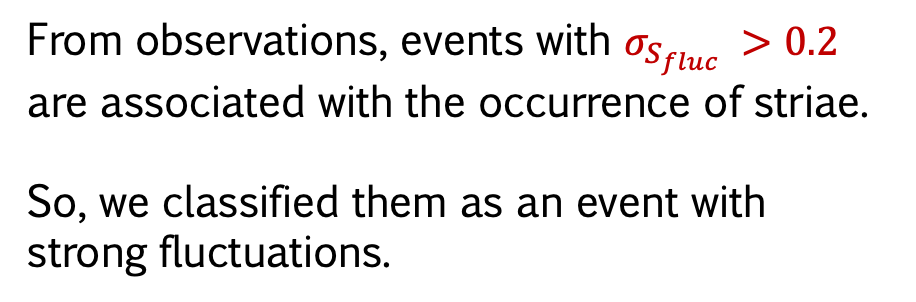 From observations, events with σ_{S_{fluc}} > 0.2
are associated with the occurrence of striae.
So, we classified them as an event with
strong fluctuations.